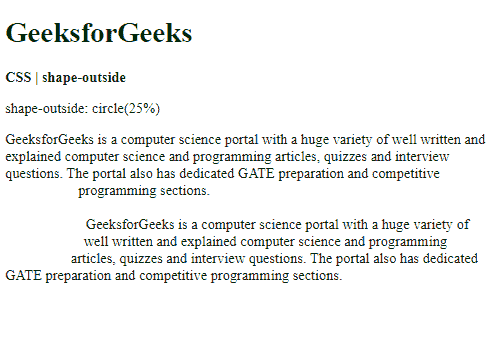 GeeksforGeeks
CSS | shape-outside
shape-outside: circle(25%)
GeeksforGeeks is a computer science portal with a huge variety of well written and
explained computer science and programming articles, quizzes and interview
questions. The portal also has dedicated GATE preparation and competitive
programming sections.
GeeksforGeeks is a computer science portal with a huge variety of
well written and explained computer science and programming
articles, quizzes and interview questions. The portal also has dedicated
GATE preparation and competitive programming sections.